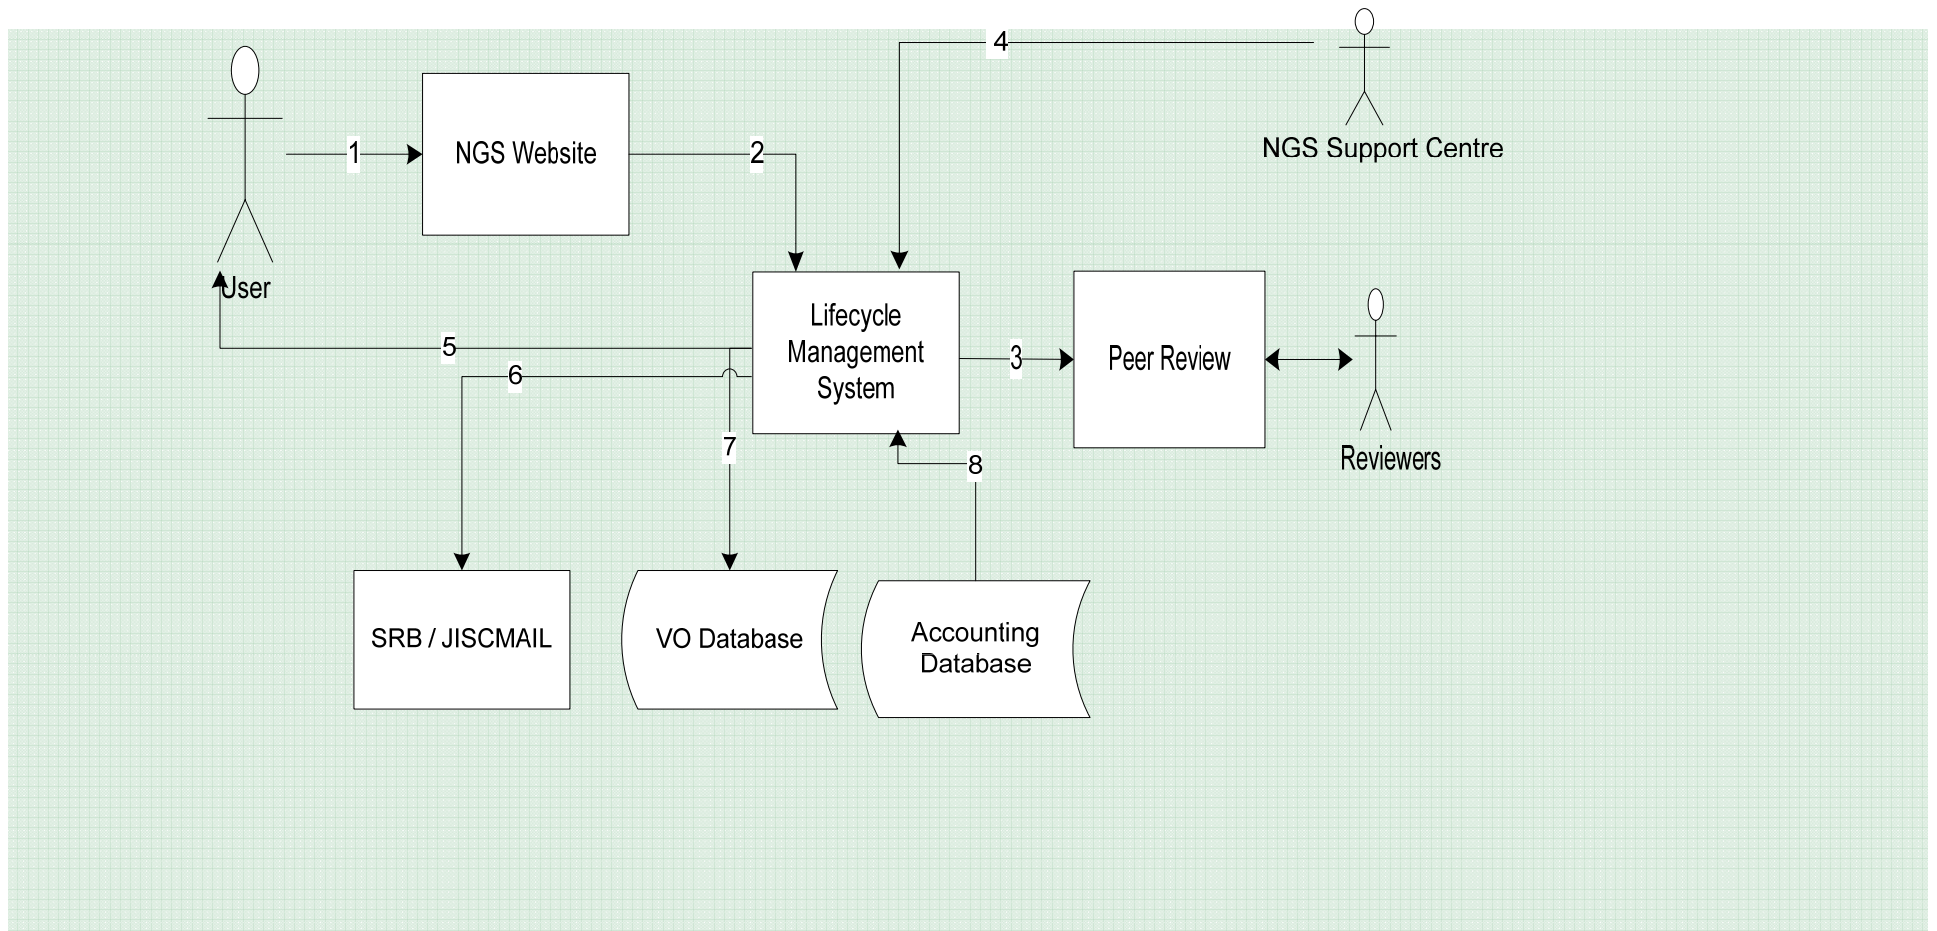 4
NGS Support Centre
1
NGS Website
2
User
Lifecycle
Management
System
3
Peer Review
Reviewers
5
6
7
8
SRB / JISCMAIL
VO Database
Accounting
Database